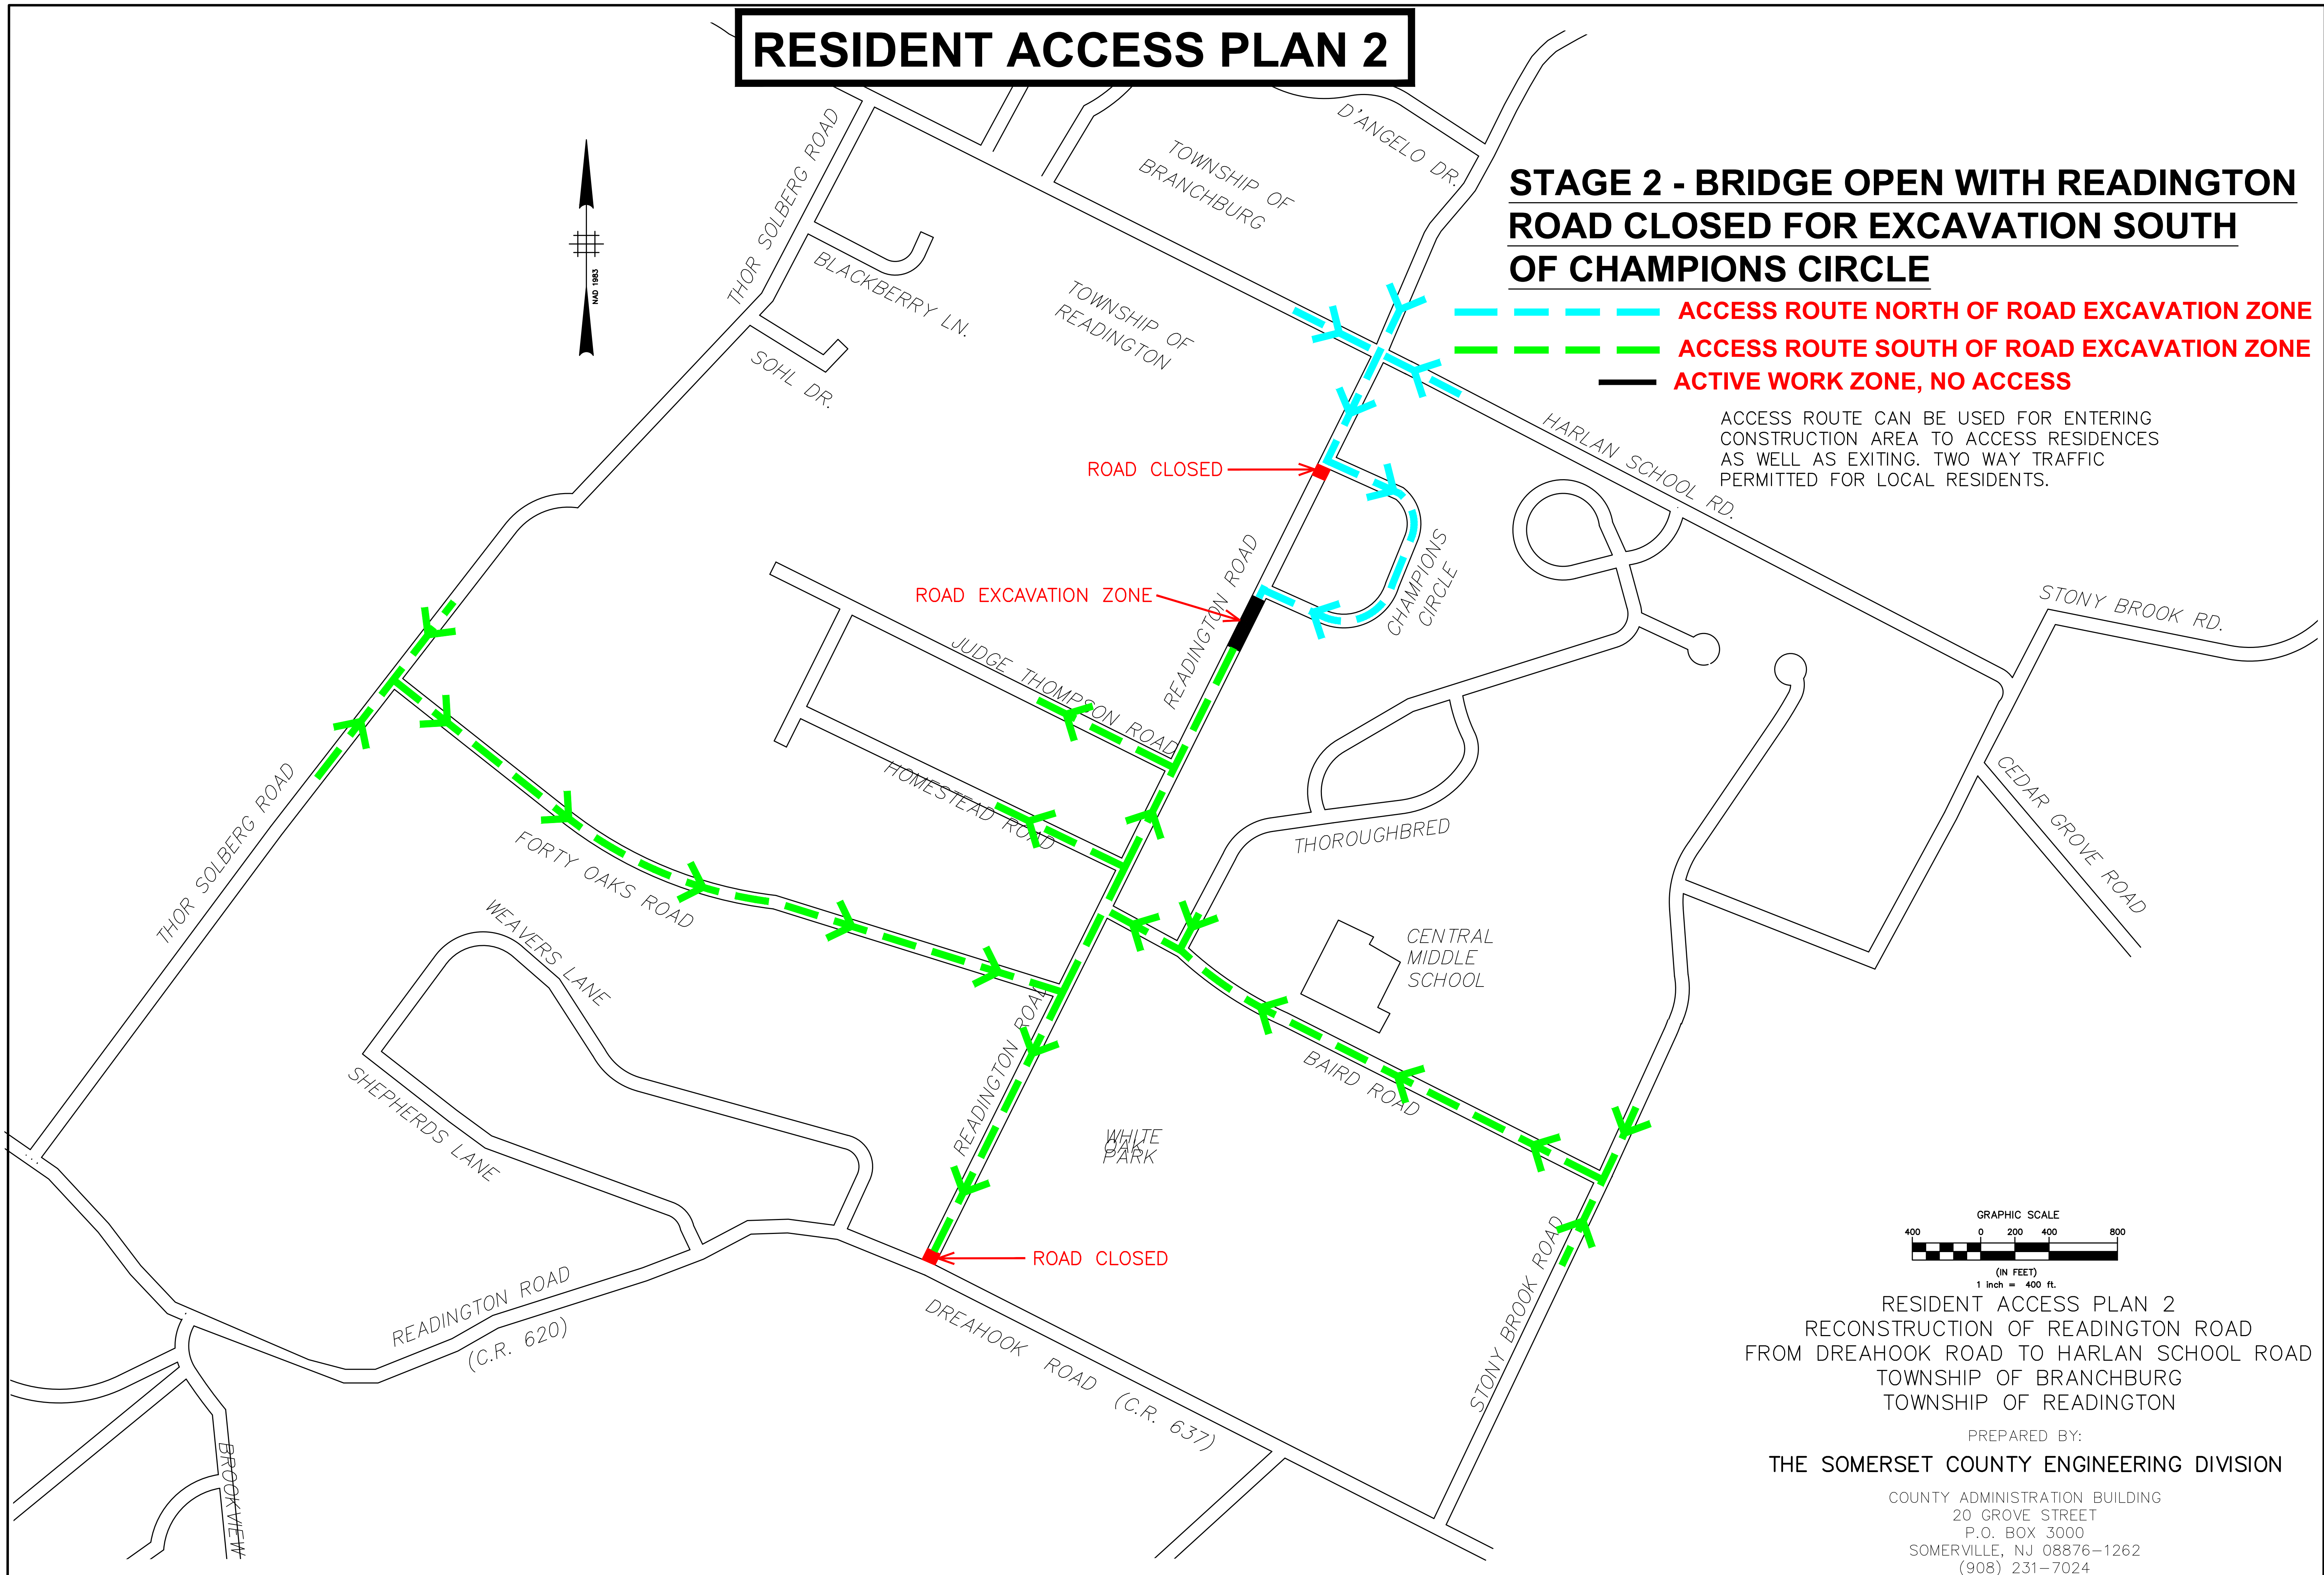 RESIDENT ACCESS PLAN 2
STAGE 2 - BRIDGE OPEN WITH READINGTON
ROAD CLOSED FOR EXCAVATION SOUTH
OF CHAMPIONS CIRCLE
ACCESS ROUTE NORTH OF ROAD EXCAVATION ZONE
ACCESS ROUTE SOUTH OF ROAD EXCAVATION ZONE
ACTIVE WORK ZONE, NO ACCESS
ACCESS ROUTE CAN BE USED FOR ENTERING
CONSTRUCTION AREA TO ACCESS RESIDENCES
AS WELL AS EXITING. TWO WAY TRAFFIC
PERMITTED FOR LOCAL RESIDENTS.
NAD 1983
THOR SOLBERG ROAD
D'ANGELO DR.
TOWNSHIP OF
BRANCHBURG
TOWNSHIP OF
READINGTON
BLACKBERRY LN.
SOHL DR.
HARLAN SCHOOL RD.
ROAD CLOSED
ROAD EXCAVATION ZONE
READINGTON ROAD
CHAMPIONS
CIRCLE
STONY BROOK RD.
JUDGE THOMPSON ROAD
HOMESTEAD ROAD
THOR SOLBERG ROAD
FORTY OAKS ROAD
THOROUGHBRED
CEDAR GROVE ROAD
WEAVERS LANE
CENTRAL
MIDDLE
SCHOOL
READINGTON ROAD
BAIRD ROAD
SHEPHERDS LANE
WHITE
OAK
PARK
ROAD CLOSED
READINGTON ROAD
(C.R. 620)
DREAHOOK ROAD (C.R. 637)
STONY BROOK ROAD
BROOKVIEW
GRAPHIC SCALE
400 0 200 400 800
(IN FEET)
1 inch = 400 ft.
RESIDENT ACCESS PLAN 2
RECONSTRUCTION OF READINGTON ROAD
FROM DREAHOOK ROAD TO HARLAN SCHOOL ROAD
TOWNSHIP OF BRANCHBURG
TOWNSHIP OF READINGTON
PREPARED BY:
THE SOMERSET COUNTY ENGINEERING DIVISION
COUNTY ADMINISTRATION BUILDING
20 GROVE STREET
P.O. BOX 3000
SOMERVILLE, NJ 08876-1262
(908) 231-7024